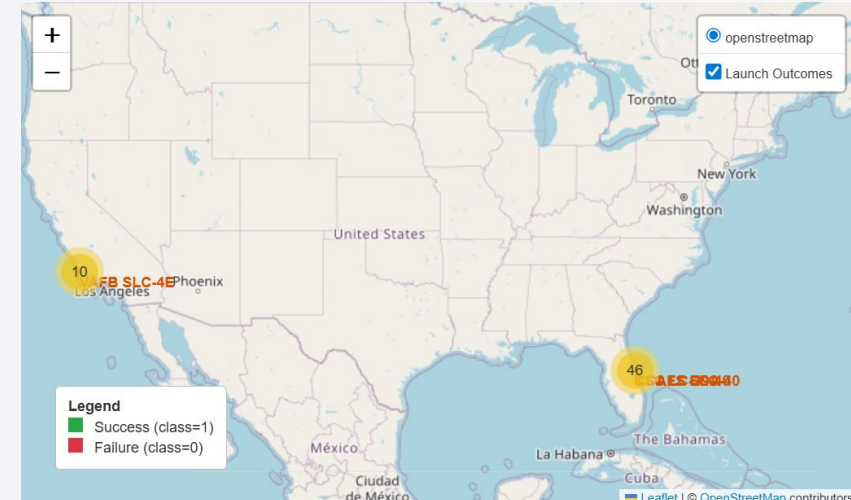 +
−
openstreetmap
Launch Outcomes
Ott
Toronto
New York
Washington
United States
10
VAFB SLC-4E
Phoenix
Los Angeles
46
Legend
Success (class=1)
Failure (class=0)
México
Ciudad
de México
La Habana
The Bahamas
Cuba
Leaflet | © OpenStreetMap contributors